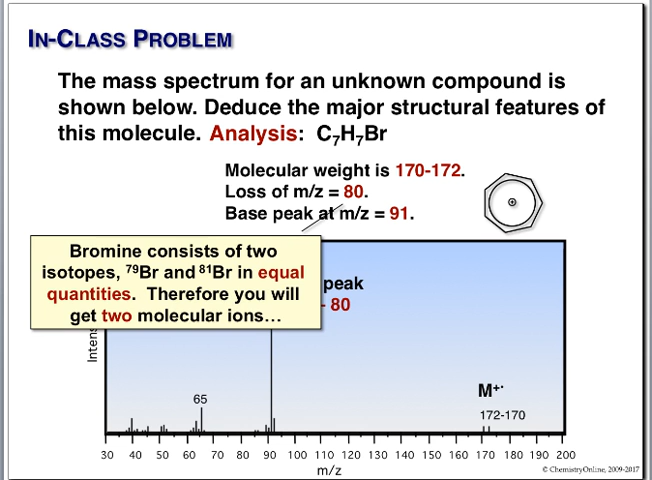 IN-CLASS PROBLEM
The mass spectrum for an unknown compound is
shown below. Deduce the major structural features of
this molecule. Analysis: C₇H₇Br
Molecular weight is 170-172.
Loss of m/z = 80.
Base peak at m/z = 91.
Bromine consists of two
isotopes, ⁷⁹Br and ⁸¹Br in equal
quantities. Therefore you will
get two molecular ions…
peak
- 80
Intens
65
M⁺·
172-170
30 40 50 60 70 80 90 100 110 120 130 140 150 160 170 180 190 200
m/z
© ChemistryOnline, 2009-2017